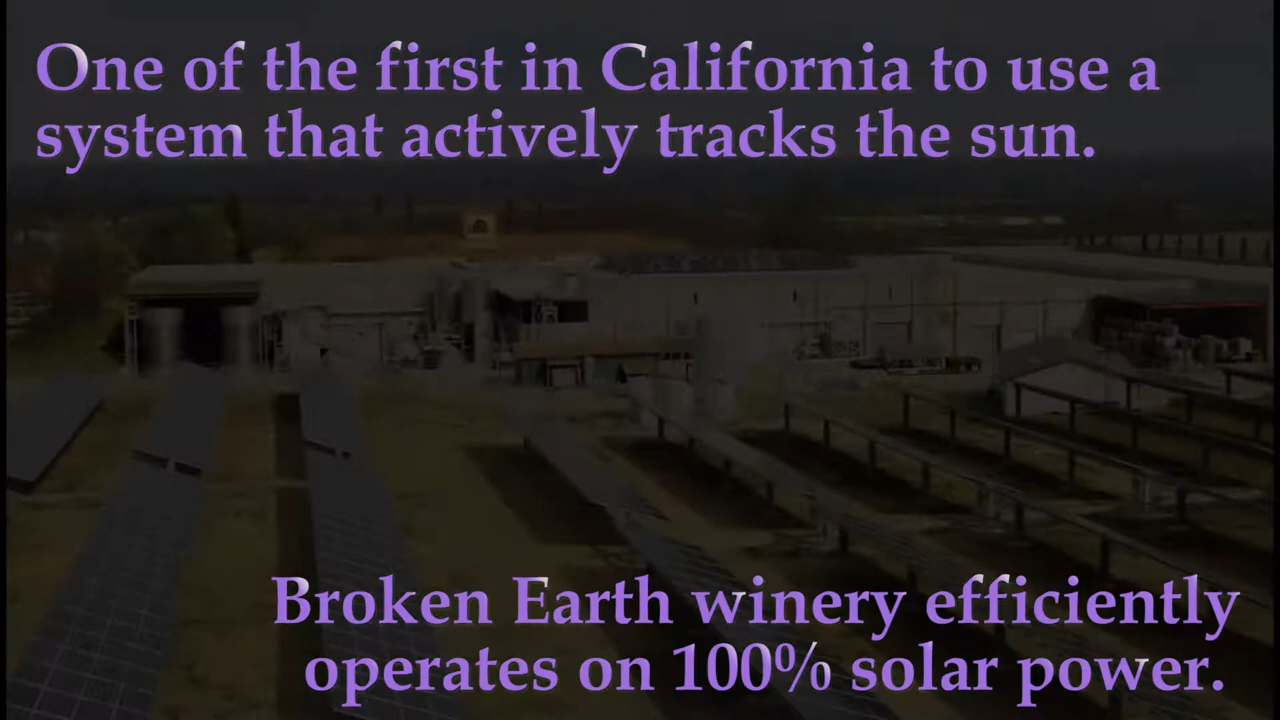 One of the first in California to use a
system that actively tracks the sun.
Broken Earth winery efficiently
operates on 100% solar power.